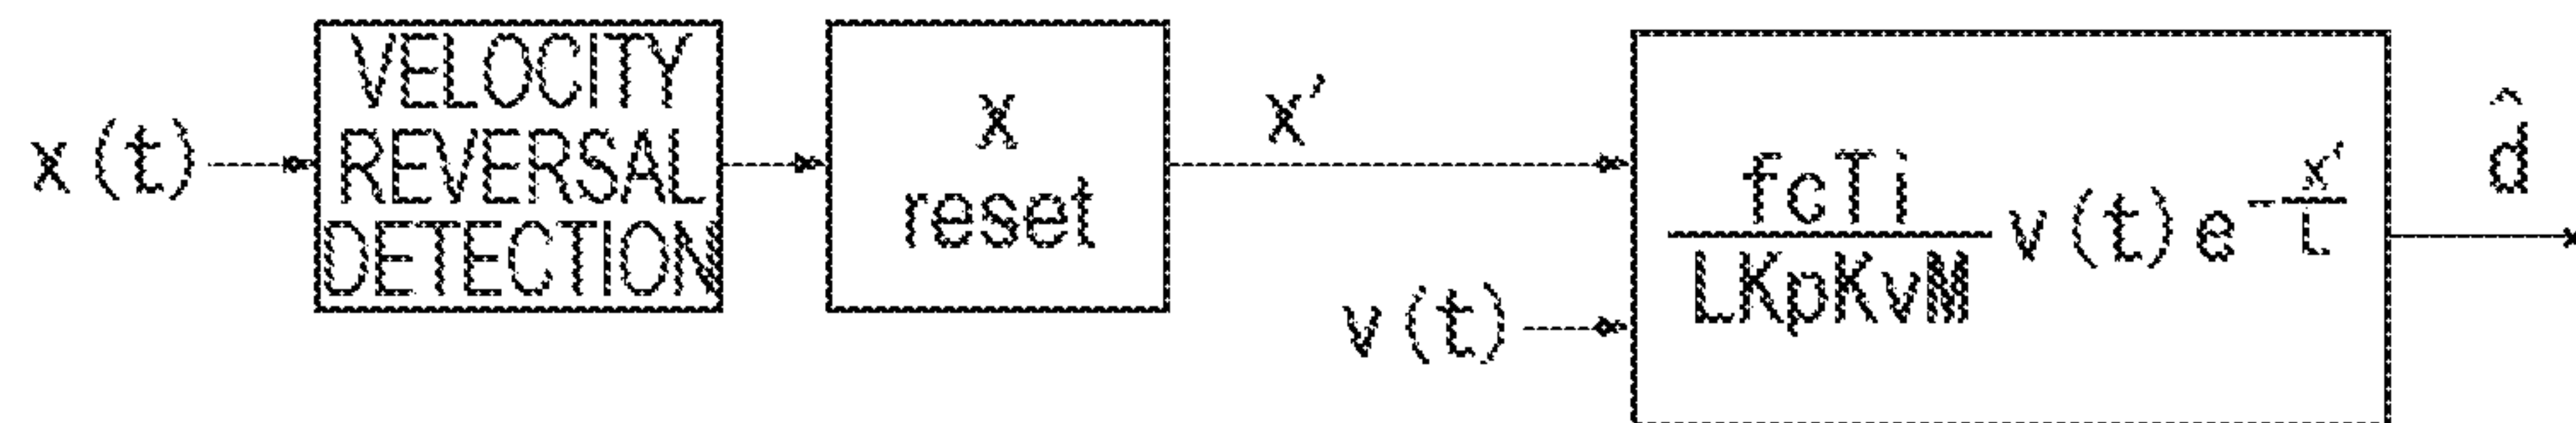 x(t)
VELOCITY
REVERSAL
DETECTION
x
reset
x′
v(t)
fcTi
LKpKvM
v(t)e
-x′
L
d̂